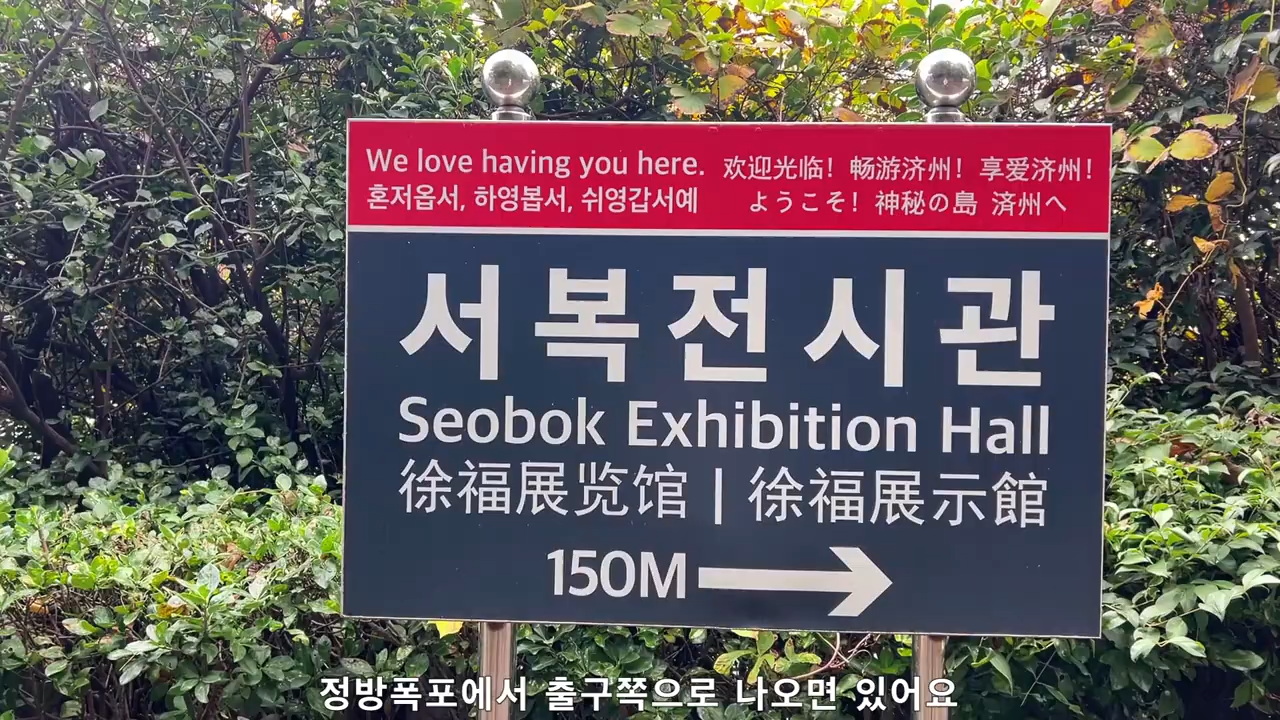 We love having you here. 欢迎光临! 畅游济州! 享爱济州!
혼저옵서, 하영봅서, 쉬영갑서예 ようこそ! 神秘の島 済州へ
서복전시관
Seobok Exhibition Hall
徐福展览馆 | 徐福展示館
150M
정방폭포에서 출구쪽으로 나오면 있어요